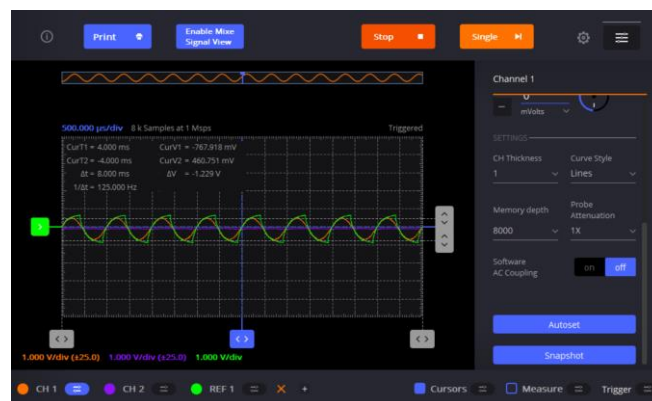 Print
Enable Mixe
Signal View
Stop
Single
Channel 1
0
mVolts
500.000 µs/div 8 k Samples at 1 Msps Triggered
CurT1 = 4.000 ms CurV1 = -767.918 mV
CurT2 = -4.000 ms CurV2 = 460.751 mV
Δt = 8.000 ms ΔV = -1.229 V
1/Δt = 125.000 Hz
SETTINGS
CH Thickness Curve Style
1 Lines
Memory depth Probe Attenuation
8000 1X
Software
AC Coupling
on off
Autoset
Snapshot
1.000 V/div (±25.0) 1.000 V/div (±25.0) 1.000 V/div
CH 1 CH 2 REF 1 + Cursors Measure Trigger